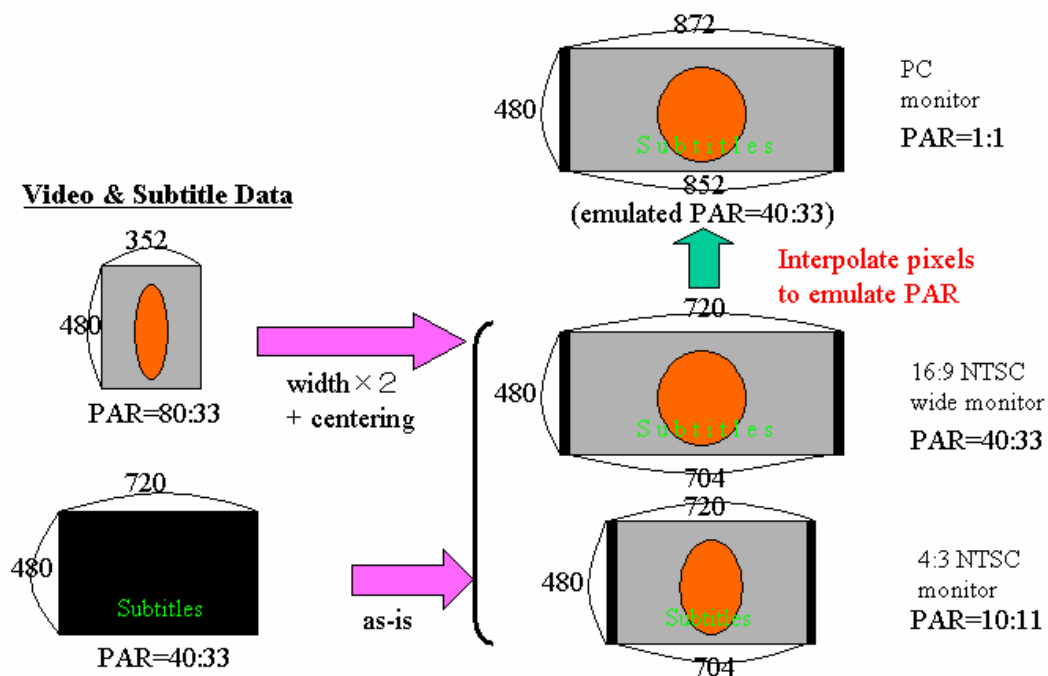 Video & Subtitle Data
352
480
PAR=80:33
width×２
+ centering
720
480
Subtitles
PAR=40:33
as-is
872
480
Subtitles
852
(emulated PAR=40:33)
PC
monitor
PAR=1:1
Interpolate pixels
to emulate PAR
720
480
Subtitles
704
16:9 NTSC
wide monitor
PAR=40:33
720
480
Subtitles
704
4:3 NTSC
monitor
PAR=10:11